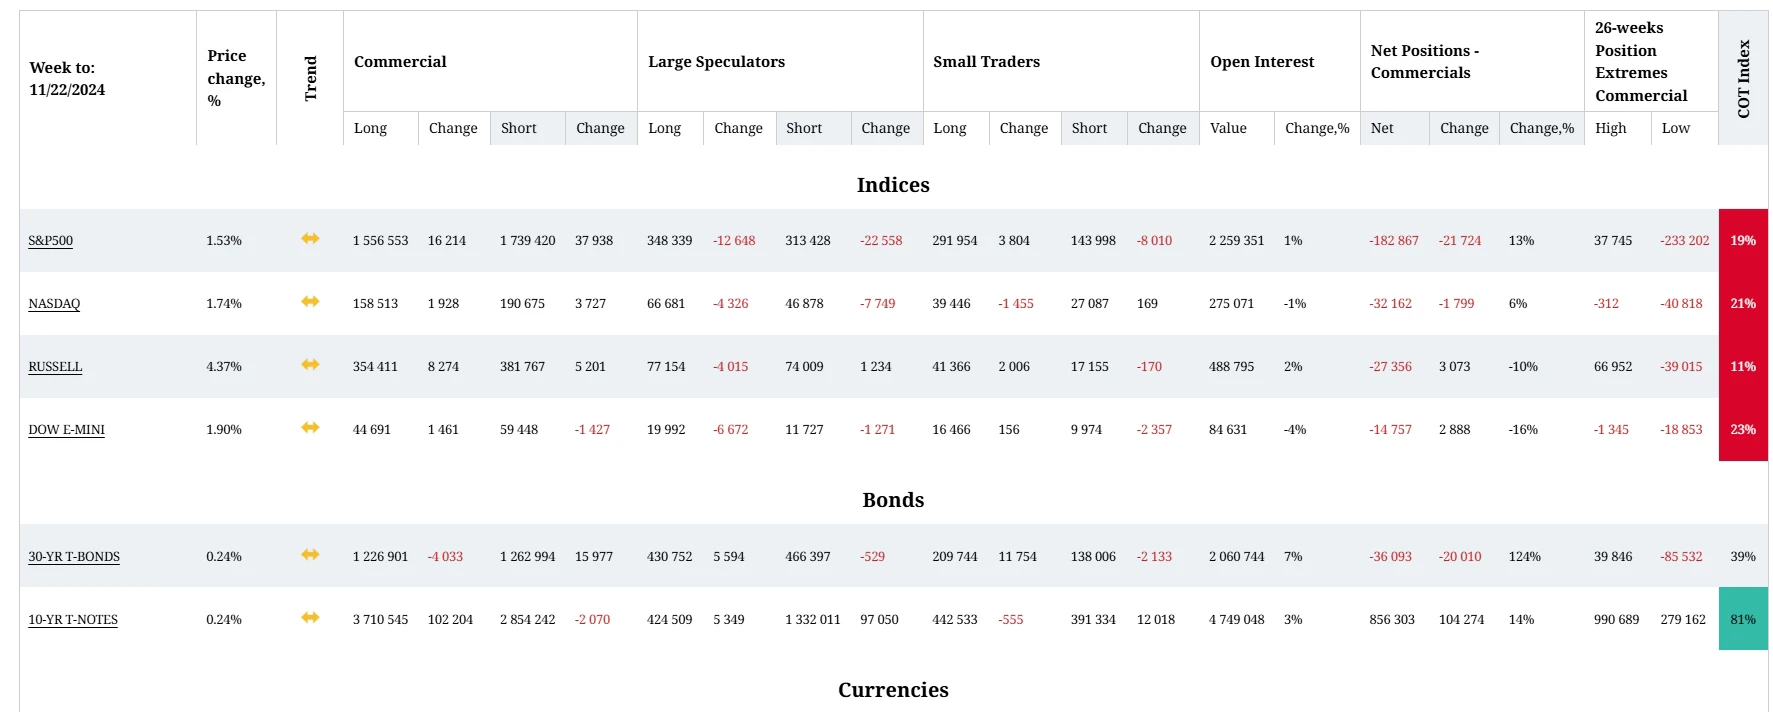 Week to:
11/22/2024
Price
change,
%
Trend
Commercial
Large Speculators
Small Traders
Open Interest
Net Positions -
Commercials
26-weeks
Position
Extremes
Commercial
COT Index
Long Change Short Change Long Change Short Change Long Change Short Change Value Change,% Net Change Change,% High Low
Indices
S&P500 1.53% 1 556 553 16 214 1 739 420 37 938 348 339 -12 648 313 428 -22 558 291 954 3 804 143 998 -8 010 2 259 351 1% -182 867 -21 724 13% 37 745 -233 202 19%
NASDAQ 1.74% 158 513 1 928 190 675 3 727 66 681 -4 326 46 878 -7 749 39 446 -1 455 27 087 169 275 071 -1% -32 162 -1 799 6% -312 -40 818 21%
RUSSELL 4.37% 354 411 8 274 381 767 5 201 77 154 -4 015 74 009 1 234 41 366 2 006 17 155 -170 488 795 2% -27 356 3 073 -10% 66 952 -39 015 11%
DOW E-MINI 1.90% 44 691 1 461 59 448 -1 427 19 992 -6 672 11 727 -1 271 16 466 156 9 974 -2 357 84 631 -4% -14 757 2 888 -16% -1 345 -18 853 23%
Bonds
30-YR T-BONDS 0.24% 1 226 901 -4 033 1 262 994 15 977 430 752 5 594 466 397 -529 209 744 11 754 138 006 -2 133 2 060 744 7% -36 093 -20 010 124% 39 846 -85 532 39%
10-YR T-NOTES 0.24% 3 710 545 102 204 2 854 242 -2 070 424 509 5 349 1 332 011 97 050 442 533 -555 391 334 12 018 4 749 048 3% 856 303 104 274 14% 990 689 279 162 81%
Currencies